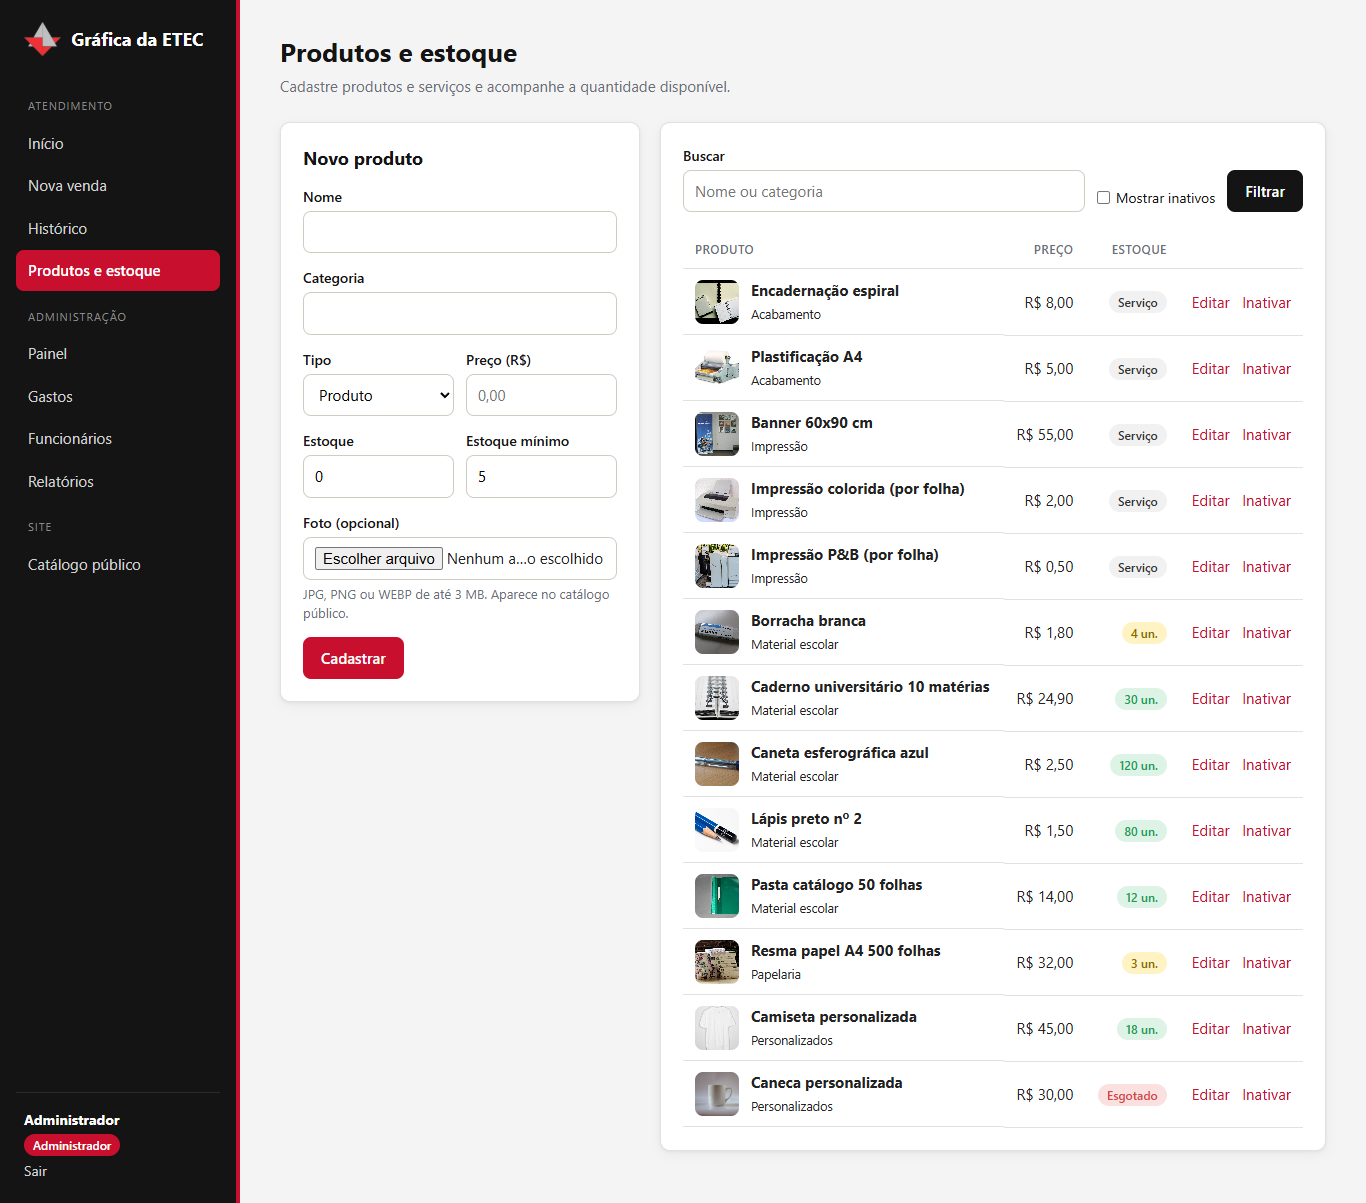 Gráfica da ETEC
ATENDIMENTO
Início
Nova venda
Histórico
Produtos e estoque
ADMINISTRAÇÃO
Painel
Gastos
Funcionários
Relatórios
SITE
Catálogo público
Administrador
Administrador
Sair
Produtos e estoque
Cadastre produtos e serviços e acompanhe a quantidade disponível.
Novo produto
Nome
Categoria
Tipo Preço (R$)
Produto 0,00
Estoque Estoque mínimo
0 5
Foto (opcional)
Escolher arquivo Nenhum a...o escolhido
JPG, PNG ou WEBP de até 3 MB. Aparece no catálogo
público.
Cadastrar
Buscar
Nome ou categoria Mostrar inativos Filtrar
PRODUTO PREÇO ESTOQUE
Encadernação espiral
Acabamento
R$ 8,00 Serviço Editar Inativar
Plastificação A4
Acabamento
R$ 5,00 Serviço Editar Inativar
Banner 60x90 cm
Impressão
R$ 55,00 Serviço Editar Inativar
Impressão colorida (por folha)
Impressão
R$ 2,00 Serviço Editar Inativar
Impressão P&B (por folha)
Impressão
R$ 0,50 Serviço Editar Inativar
Borracha branca
Material escolar
R$ 1,80 4 un. Editar Inativar
Caderno universitário 10 matérias
Material escolar
R$ 24,90 30 un. Editar Inativar
Caneta esferográfica azul
Material escolar
R$ 2,50 120 un. Editar Inativar
Lápis preto nº 2
Material escolar
R$ 1,50 80 un. Editar Inativar
Pasta catálogo 50 folhas
Material escolar
R$ 14,00 12 un. Editar Inativar
Resma papel A4 500 folhas
Papelaria
R$ 32,00 3 un. Editar Inativar
Camiseta personalizada
Personalizados
R$ 45,00 18 un. Editar Inativar
Caneca personalizada
Personalizados
R$ 30,00 Esgotado Editar Inativar